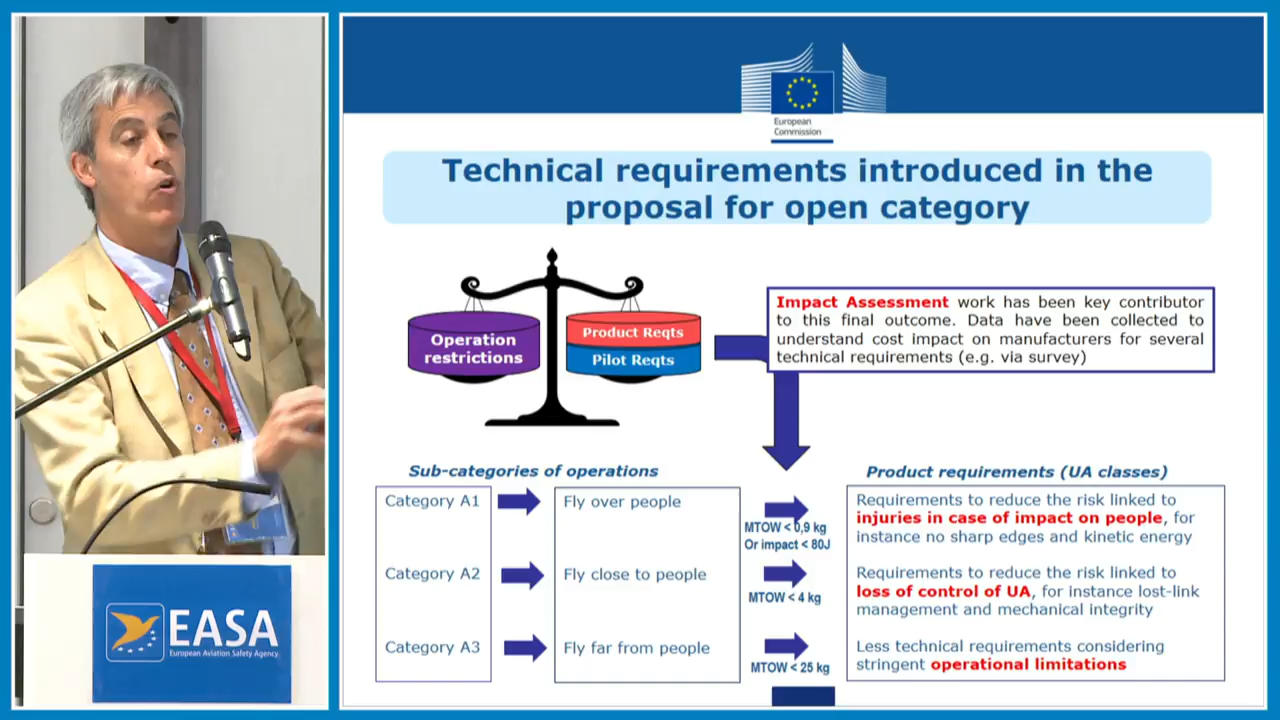 European
Commission
Technical requirements introduced in the
proposal for open category
Operation
restrictions
Product Reqts
Pilot Reqts
Impact Assessment work has been key contributor
to this final outcome. Data have been collected to
understand cost impact on manufacturers for several
technical requirements (e.g. via survey)
Sub-categories of operations
Product requirements (UA classes)
Category A1
Fly over people
MTOW < 0,9 kg
Or impact < 80J
Requirements to reduce the risk linked to
injuries in case of impact on people, for
instance no sharp edges and kinetic energy
Category A2
Fly close to people
MTOW < 4 kg
Requirements to reduce the risk linked to
loss of control of UA, for instance lost-link
management and mechanical integrity
Category A3
Fly far from people
MTOW < 25 kg
Less technical requirements considering
stringent operational limitations
EASA
European Aviation Safety Agency